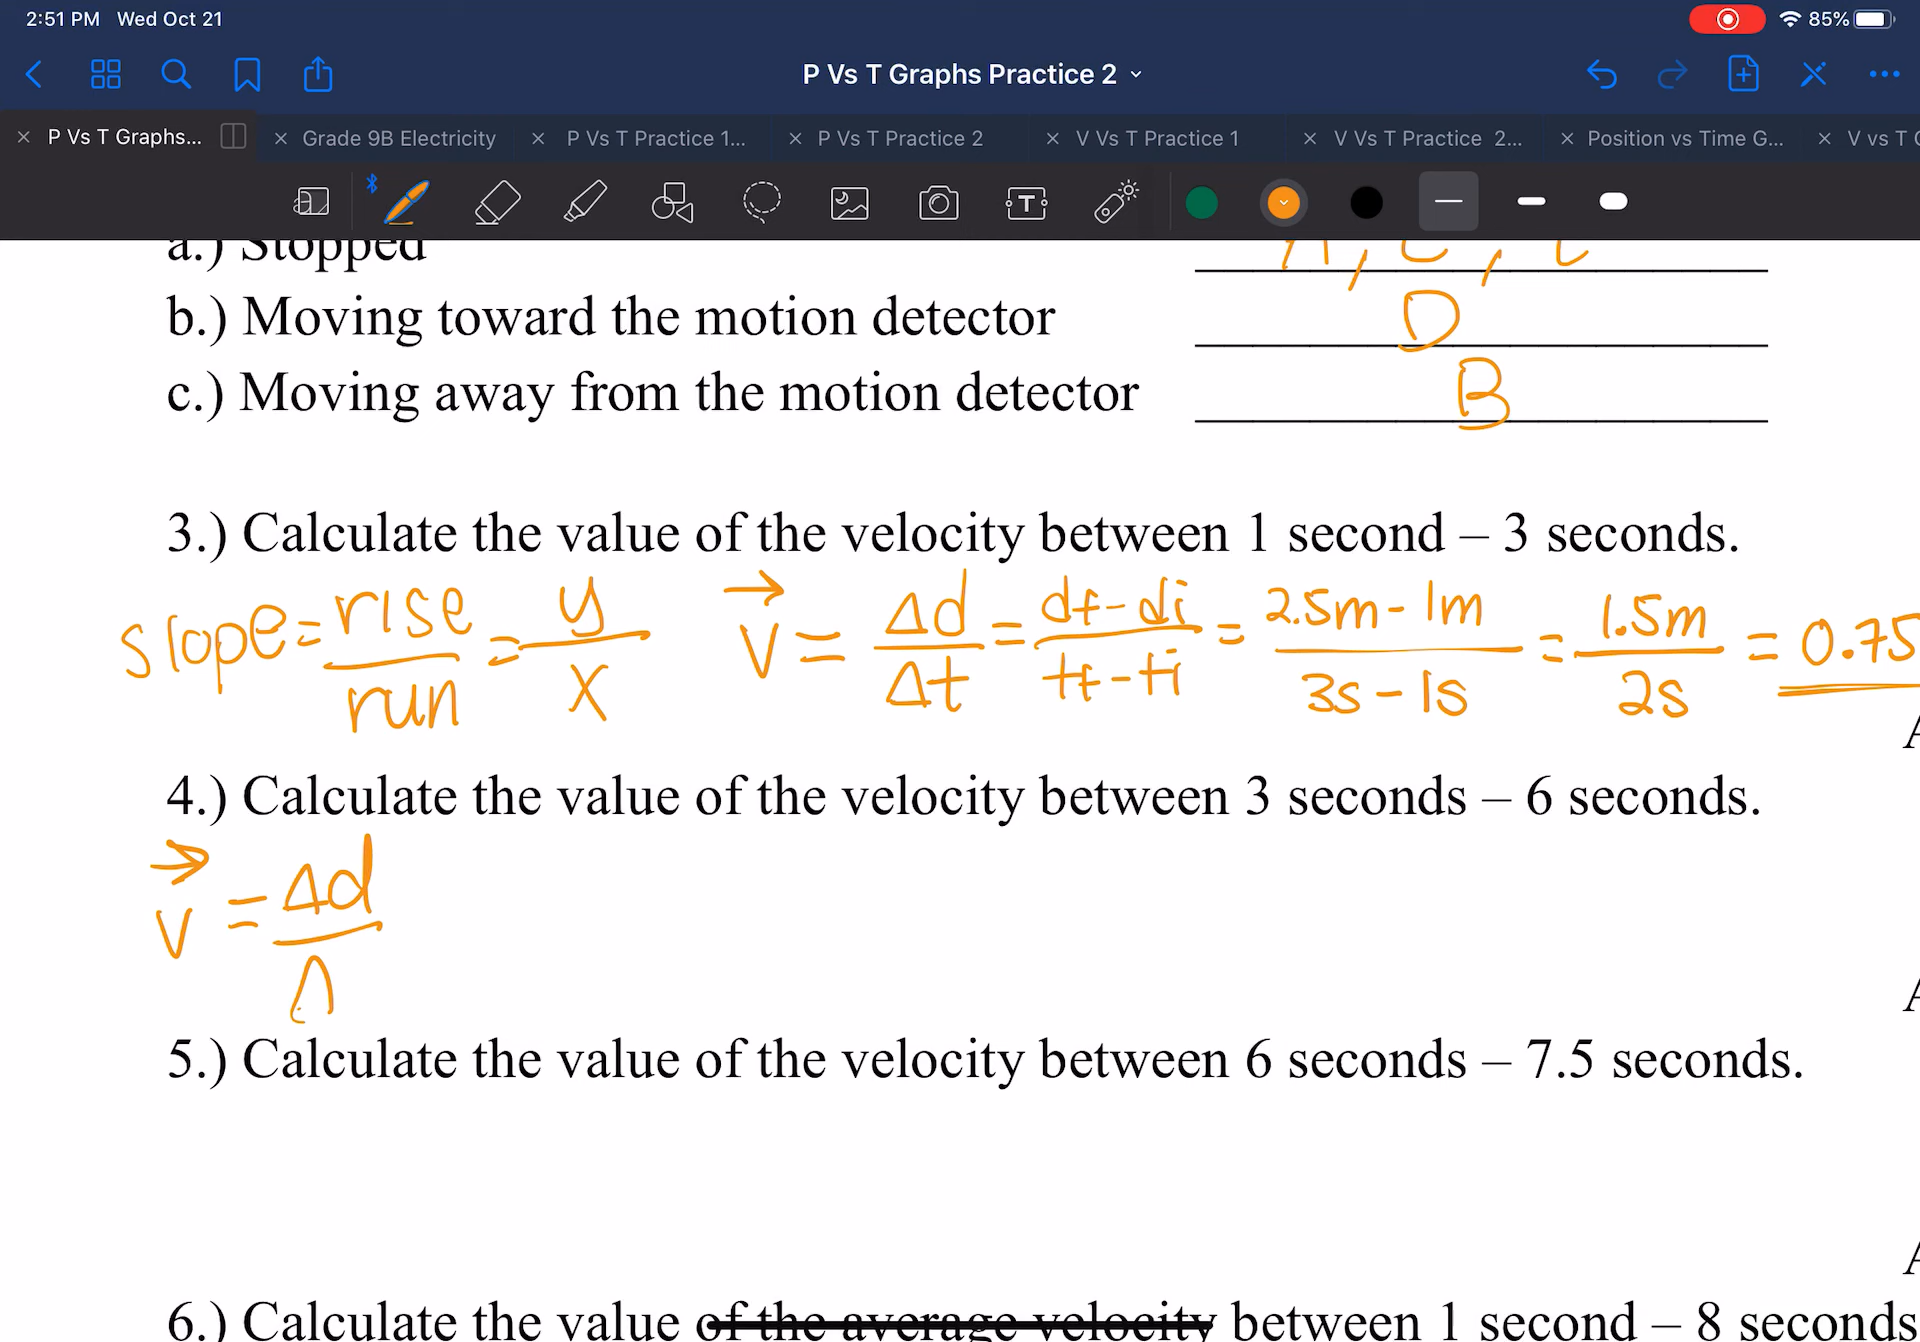 2:51 PM Wed Oct 21 85%
P Vs T Graphs Practice 2
P Vs T Graphs... Grade 9B Electricity P Vs T Practice 1... P Vs T Practice 2 V Vs T Practice 1 V Vs T Practice 2... Position vs Time G... V vs T
a.) Stopped
b.) Moving toward the motion detector D
c.) Moving away from the motion detector B
3.) Calculate the value of the velocity between 1 second – 3 seconds.
slope = rise/run = y/x v = Δd/Δt = df-di/tf-ti = 2.5m - 1m/3s - 1s = 1.5m/2s = 0.75
4.) Calculate the value of the velocity between 3 seconds – 6 seconds.
v = Δd/
5.) Calculate the value of the velocity between 6 seconds – 7.5 seconds.
6.) Calculate the value of the average velocity between 1 second – 8 seconds